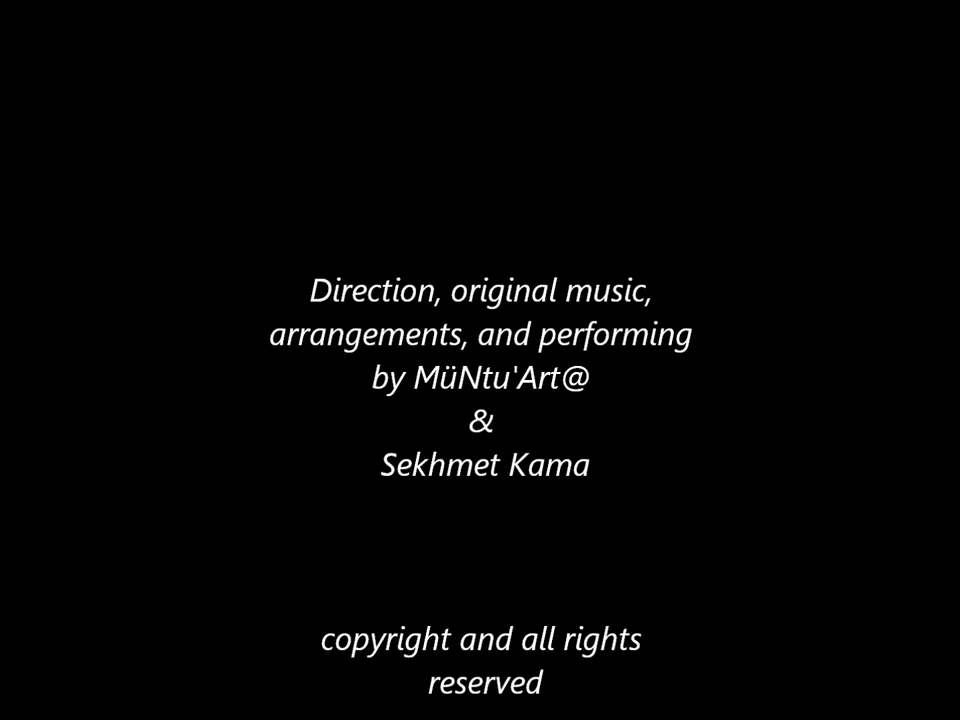 Direction, original music,
arrangements, and performing
by MüNtu'Art@
&
Sekhmet Kama
copyright and all rights
reserved